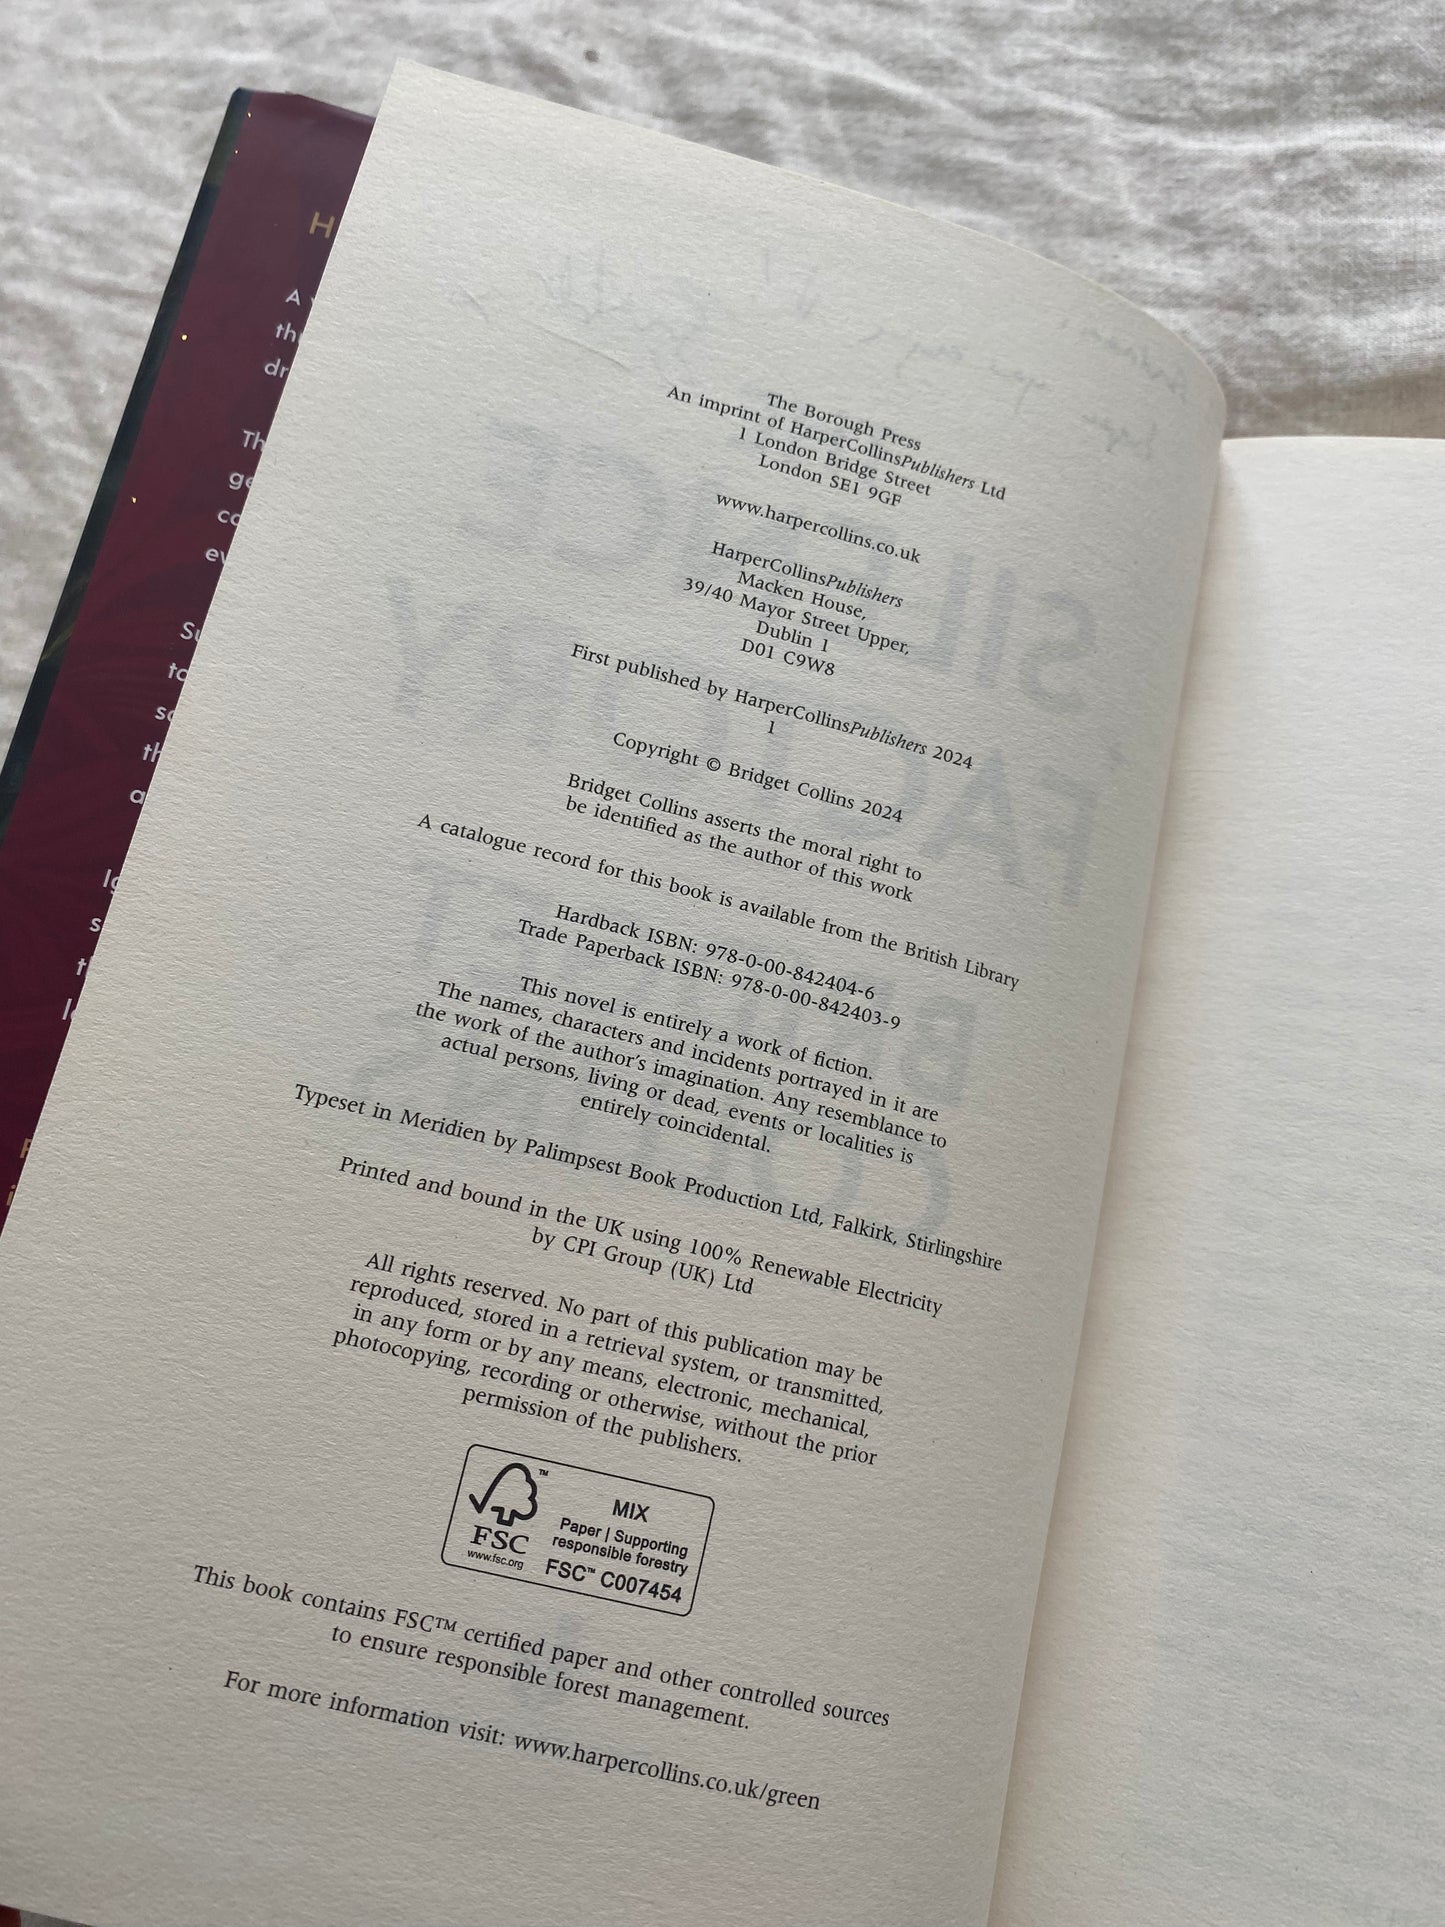 The Borough Press
An imprint of HarperCollinsPublishers Ltd
1 London Bridge Street
London SE1 9GF
www.harpercollins.co.uk
HarperCollinsPublishers
Macken House,
39/40 Mayor Street Upper,
Dublin 1
D01 C9W8
First published by HarperCollinsPublishers 2024
1
Copyright © Bridget Collins 2024
Bridget Collins asserts the moral right to
be identified as the author of this work
A catalogue record for this book is available from the British Library
Hardback ISBN: 978-0-00-842404-6
Trade Paperback ISBN: 978-0-00-842403-9
This novel is entirely a work of fiction.
The names, characters and incidents portrayed in it are
the work of the author's imagination. Any resemblance to
actual persons, living or dead, events or localities is
entirely coincidental.
Typeset in Meridien by Palimpsest Book Production Ltd, Falkirk, Stirlingshire
Printed and bound in the UK using 100% Renewable Electricity
by CPI Group (UK) Ltd
All rights reserved. No part of this publication may be
reproduced, stored in a retrieval system, or transmitted,
in any form or by any means, electronic, mechanical,
photocopying, recording or otherwise, without the prior
permission of the publishers.
™
FSC
www.fsc.org
MIX
Paper | Supporting
responsible forestry
FSC™ C007454
This book contains FSC™ certified paper and other controlled sources
to ensure responsible forest management.
For more information visit: www.harpercollins.co.uk/green